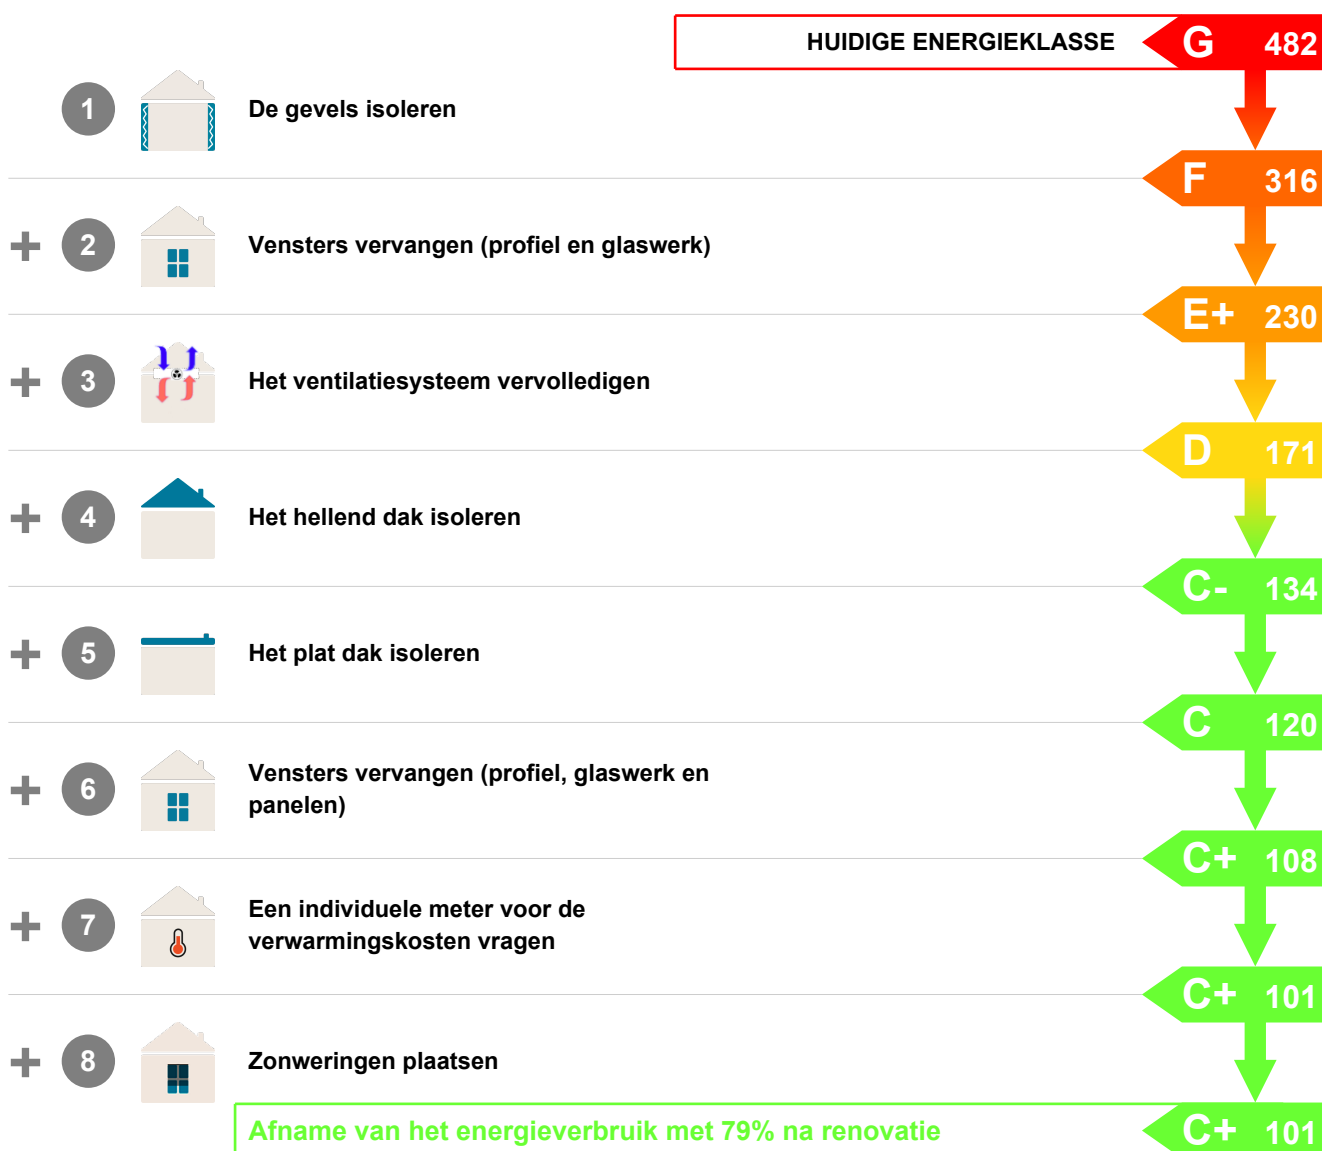 HUIDIGE ENERGIEKLASSE G 482
1 De gevels isoleren
F 316
+ 2 Vensters vervangen (profiel en glaswerk)
E+ 230
+ 3 Het ventilatiesysteem vervolledigen
D 171
+ 4 Het hellend dak isoleren
C- 134
+ 5 Het plat dak isoleren
C 120
+ 6 Vensters vervangen (profiel, glaswerk en
panelen)
C+ 108
+ 7 Een individuele meter voor de
verwarmingskosten vragen
C+ 101
+ 8 Zonweringen plaatsen
Afname van het energieverbruik met 79% na renovatie C+ 101